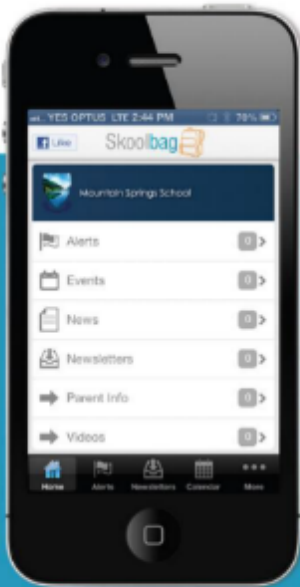 YES OPTUS LTE 2:44 PM 78%
Like Skoolbag
Mountain Springs School
Alerts 0
Events 0
News 0
Newsletters 0
Parent Info 0
Videos 0
Home Alerts Newsletters Calendar More